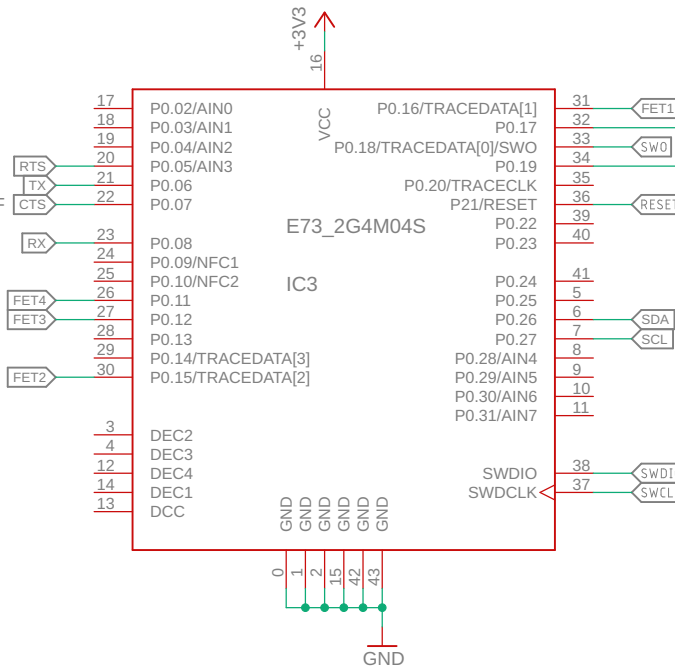 +3V3
16
VCC
17 P0.02/AIN0
18 P0.03/AIN1
19 P0.04/AIN2
RTS 20 P0.05/AIN3
TX 21 P0.06
CTS 22 P0.07
RX 23 P0.08
24 P0.09/NFC1
25 P0.10/NFC2
FET4 26 P0.11
FET3 27 P0.12
28 P0.13
29 P0.14/TRACEDATA[3]
FET2 30 P0.15/TRACEDATA[2]
3 DEC2
4 DEC3
12 DEC4
14 DEC1
13 DCC
E73_2G4M04S
IC3
P0.16/TRACEDATA[1] 31 FET1
P0.17 32
P0.18/TRACEDATA[0]/SWO 33 SWO
P0.19 34
P0.20/TRACECLK 35
P21/RESET 36 RESET
P0.22 39
P0.23 40
P0.24 41
P0.25 5
P0.26 6 SDA
P0.27 7 SCL
P0.28/AIN4 8
P0.29/AIN5 9
P0.30/AIN6 10
P0.31/AIN7 11
SWDIO 38 SWDI
SWDCLK 37 SWCL
GND GND GND GND GND GND
0 1 2 15 42 43
GND